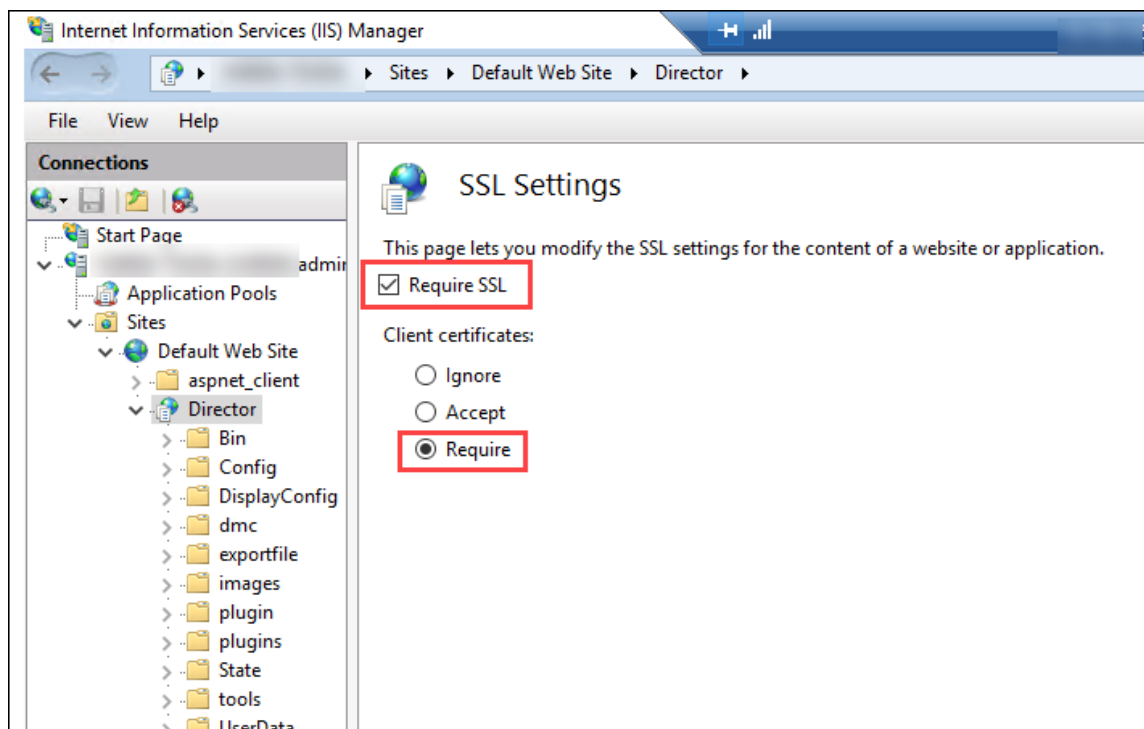 Internet Information Services (IIS) Manager
Sites Default Web Site Director
File View Help
Connections
Start Page
admin
Application Pools
Sites
Default Web Site
aspnet_client
Director
Bin
Config
DisplayConfig
dmc
exportfile
images
plugin
plugins
State
tools
UserData
SSL Settings
This page lets you modify the SSL settings for the content of a website or application.
Require SSL
Client certificates:
Ignore
Accept
Require